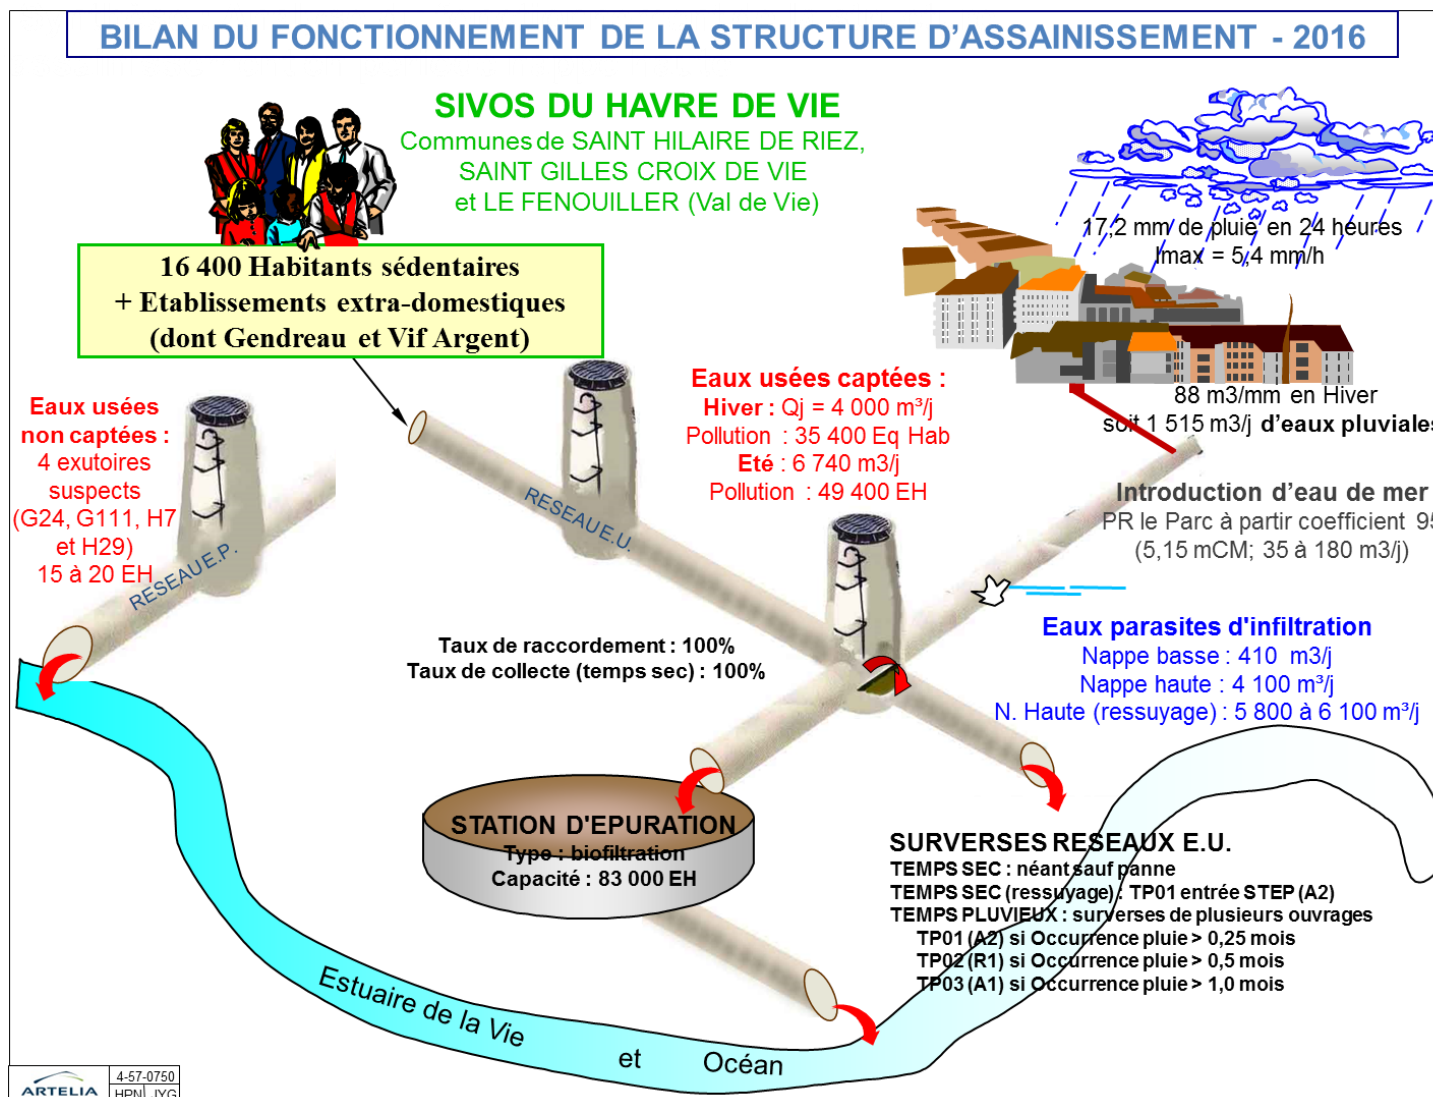 BILAN DU FONCTIONNEMENT DE LA STRUCTURE D'ASSAINISSEMENT - 2016
SIVOS DU HAVRE DE VIE
Communes de SAINT HILAIRE DE RIEZ,
SAINT GILLES CROIX DE VIE
et LE FENOUILLER (Val de Vie)
17,2 mm de pluie en 24 heures
Imax = 5,4 mm/h
16 400 Habitants sédentaires
+ Etablissements extra-domestiques
(dont Gendreau et Vif Argent)
Eaux usées
non captées :
4 exutoires
suspects
(G24, G111, H7
et H29)
15 à 20 EH
RESEAU E.P.
RESEAU E.U.
Eaux usées captées :
Hiver : Qj = 4 000 m³/j
Pollution : 35 400 Eq Hab
Eté : 6 740 m3/j
Pollution : 49 400 EH
88 m3/mm en Hiver
soit 1 515 m3/j d'eaux pluviales
Introduction d'eau de mer
PR le Parc à partir coefficient 95
(5,15 mCM; 35 à 180 m3/j)
Eaux parasites d'infiltration
Nappe basse : 410 m3/j
Nappe haute : 4 100 m³/j
N. Haute (ressuyage) : 5 800 à 6 100 m³/j
Taux de raccordement : 100%
Taux de collecte (temps sec) : 100%
STATION D'EPURATION
Type : biofiltration
Capacité : 83 000 EH
SURVERSES RESEAUX E.U.
TEMPS SEC : néant sauf panne
TEMPS SEC (ressuyage) : TP01 entrée STEP (A2)
TEMPS PLUVIEUX : surverses de plusieurs ouvrages
TP01 (A2) si Occurrence pluie > 0,25 mois
TP02 (R1) si Occurrence pluie > 0,5 mois
TP03 (A1) si Occurrence pluie > 1,0 mois
Estuaire de la Vie et Océan
ARTELIA
4-57-0750
HPN JYG